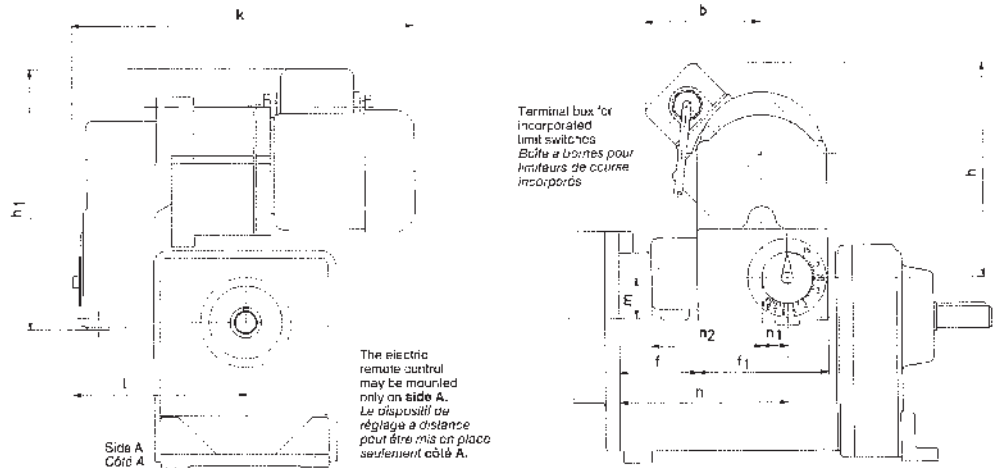 k
h1
l
Side A
Côté A
The electric
remote control
may be mounted
only on side A.
Le dispositif de
réglage a distance
peut être mis en place
seulement côté A.
b
Terminal box for
incorporated
limit switches
Boîte a bornes pour
limiteurs de course
incorporés
h
m
n2
n1
f
f1
n